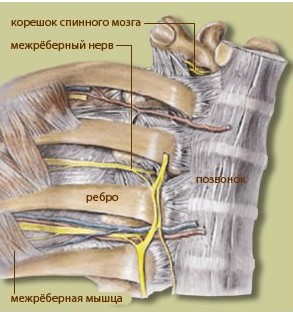 корешок спинного мозга
межрёберный нерв
позвонок
ребро
межрёберная мышца